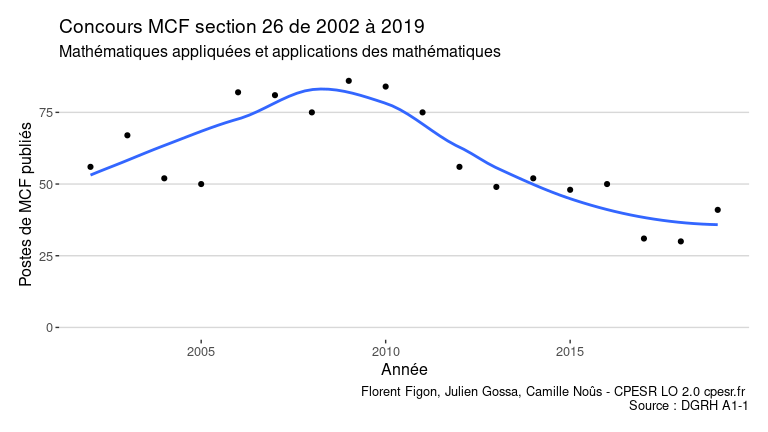 Concours MCF section 26 de 2002 à 2019
Mathématiques appliquées et applications des mathématiques
Postes de MCF publiés
75
50
25
0
2005 2010 2015
Année
Florent Figon, Julien Gossa, Camille Noûs - CPESR LO 2.0 cpesr.fr
Source : DGRH A1-1